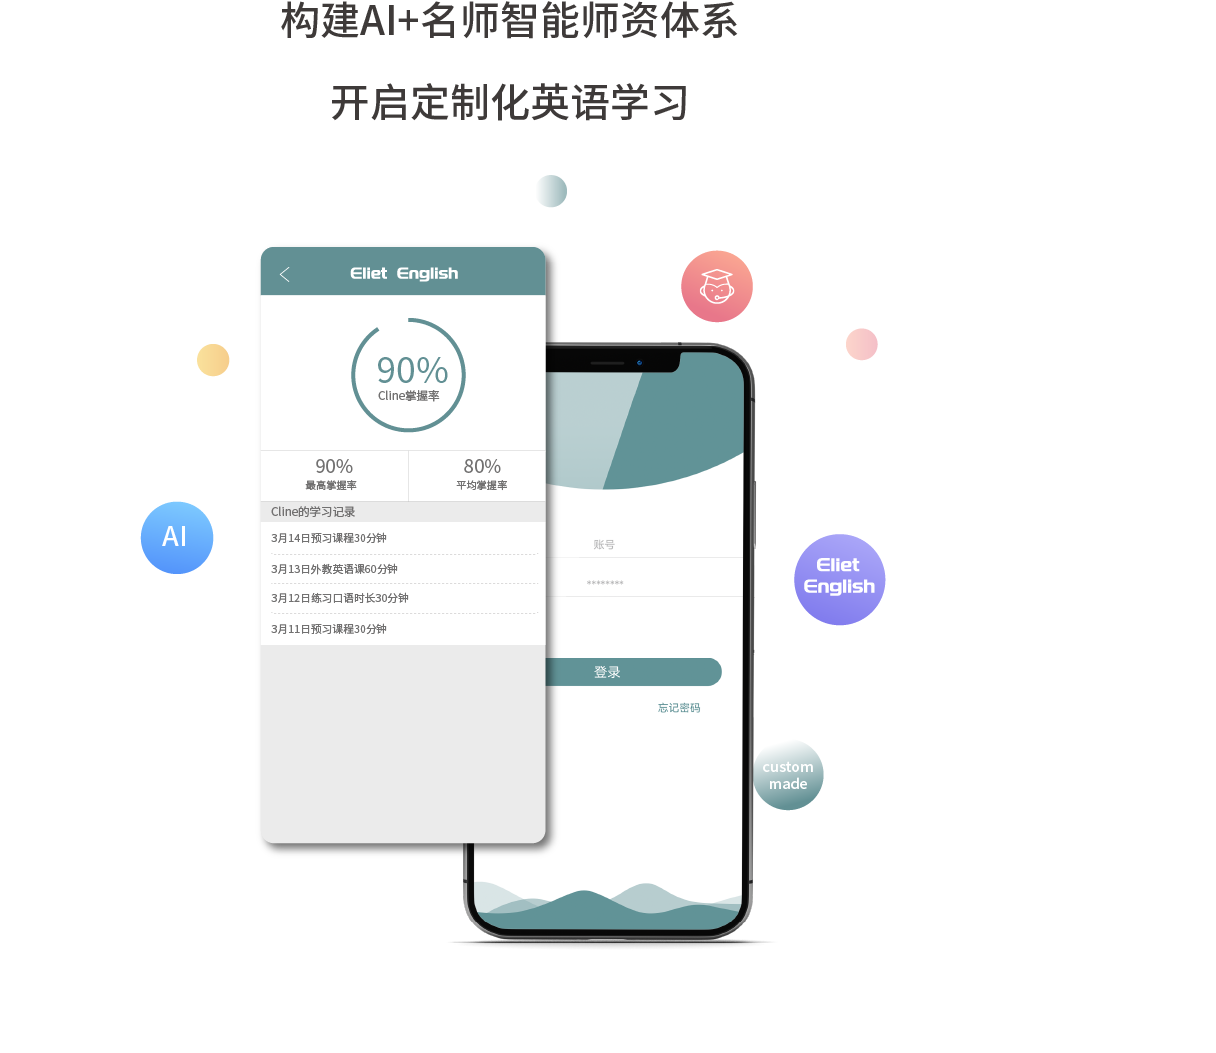 构建AI+名师智能师资体系
开启定制化英语学习
Eliet English
90%
Cline掌握率
90%
最高掌握率
80%
平均掌握率
Cline的学习记录
3月14日预习课程30分钟
3月13日外教英语课60分钟
3月12日练习口语时长30分钟
3月11日预习课程30分钟
账号
********
登录
忘记密码
AI
Eliet
English
custom
made